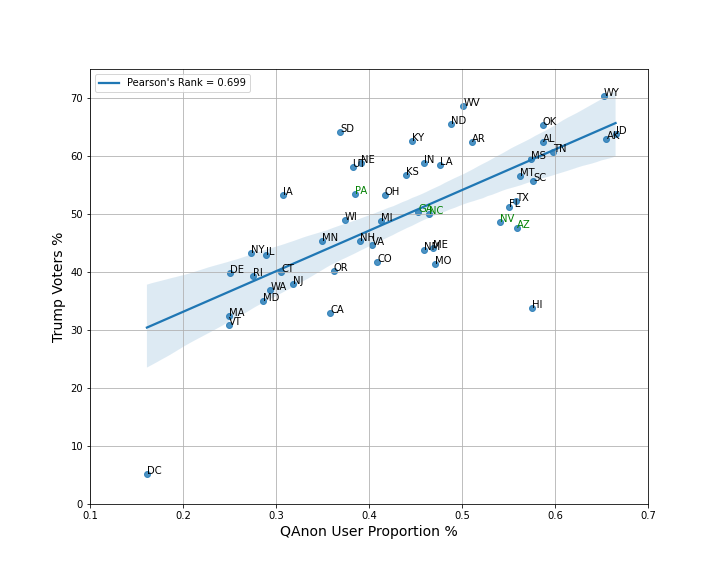 Pearson's Rank = 0.699
70
60
50
40
30
20
10
0
Trump Voters %
WY
WV
ND
OK
SD
ID
AK
KY
AR
AL
TN
MS
NE
UT
IN
LA
KS
MT
SC
IA
PA
OH
TX
FL
GA
NC
WI
MI
NV
AZ
MN
NH
VA
NY
IL
NM
ME
CO
MO
DE
RI
CT
OR
NJ
WA
MD
HI
CA
MA
VT
DC
0.1
0.2
0.3
0.4
0.5
0.6
0.7
QAnon User Proportion %